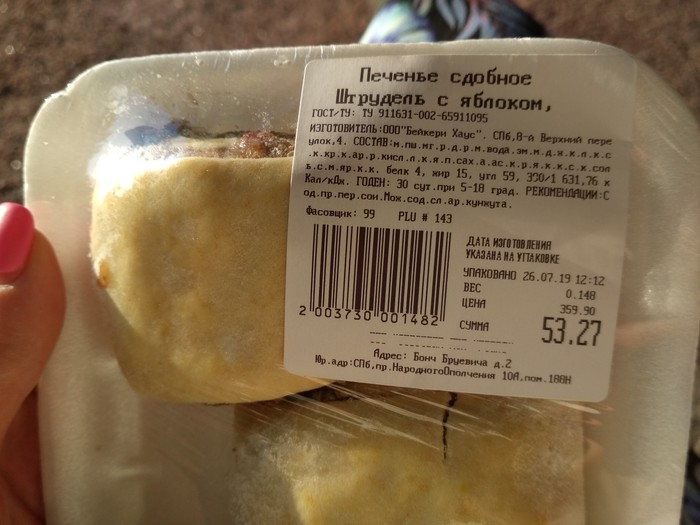 Печенье сдобное
Штрудель с яблоком,
ГОСТ/ТУ: ТУ 911631-002-65911095
ИЗГОТОВИТЕЛЬ:ООО"Бейкери Хаус". СПб,8-л Верхний пере
улок,4. СОСТАВ:м.пш.мг.р.д.р.м.вода.эм.м.д.ж.к.л.к.с
.к.кр.к.ар.р.кисл.л.к.я.п.сах.а.ас.к.р.я.к.к.с.к.сол
ь.с.м.яр.к.к. белк 4, жир 15, угл 59, 390/1 631,76 к
Кал/кДж. ГОДЕН: 30 сут.при 5-18 град. РЕКОМЕНДАЦИИ:С
од.пр.пер.сои.Мож.сод.сл.ар.кунжута.
Фасовщик: 99 PLU # 143
ДАТА ИЗГОТОВЛЕНИЯ
УКАЗАНА НА УПАКОВКЕ
УПАКОВАНО 26.07.19 12:12
ВЕС 0.148
ЦЕНА 359.90
СУММА 53.27
2 003730 001482
Адрес: Бонч Бруевича д.2
Юр.адр:СПб,пр.НародногоОполчения 10А,пом.188Н